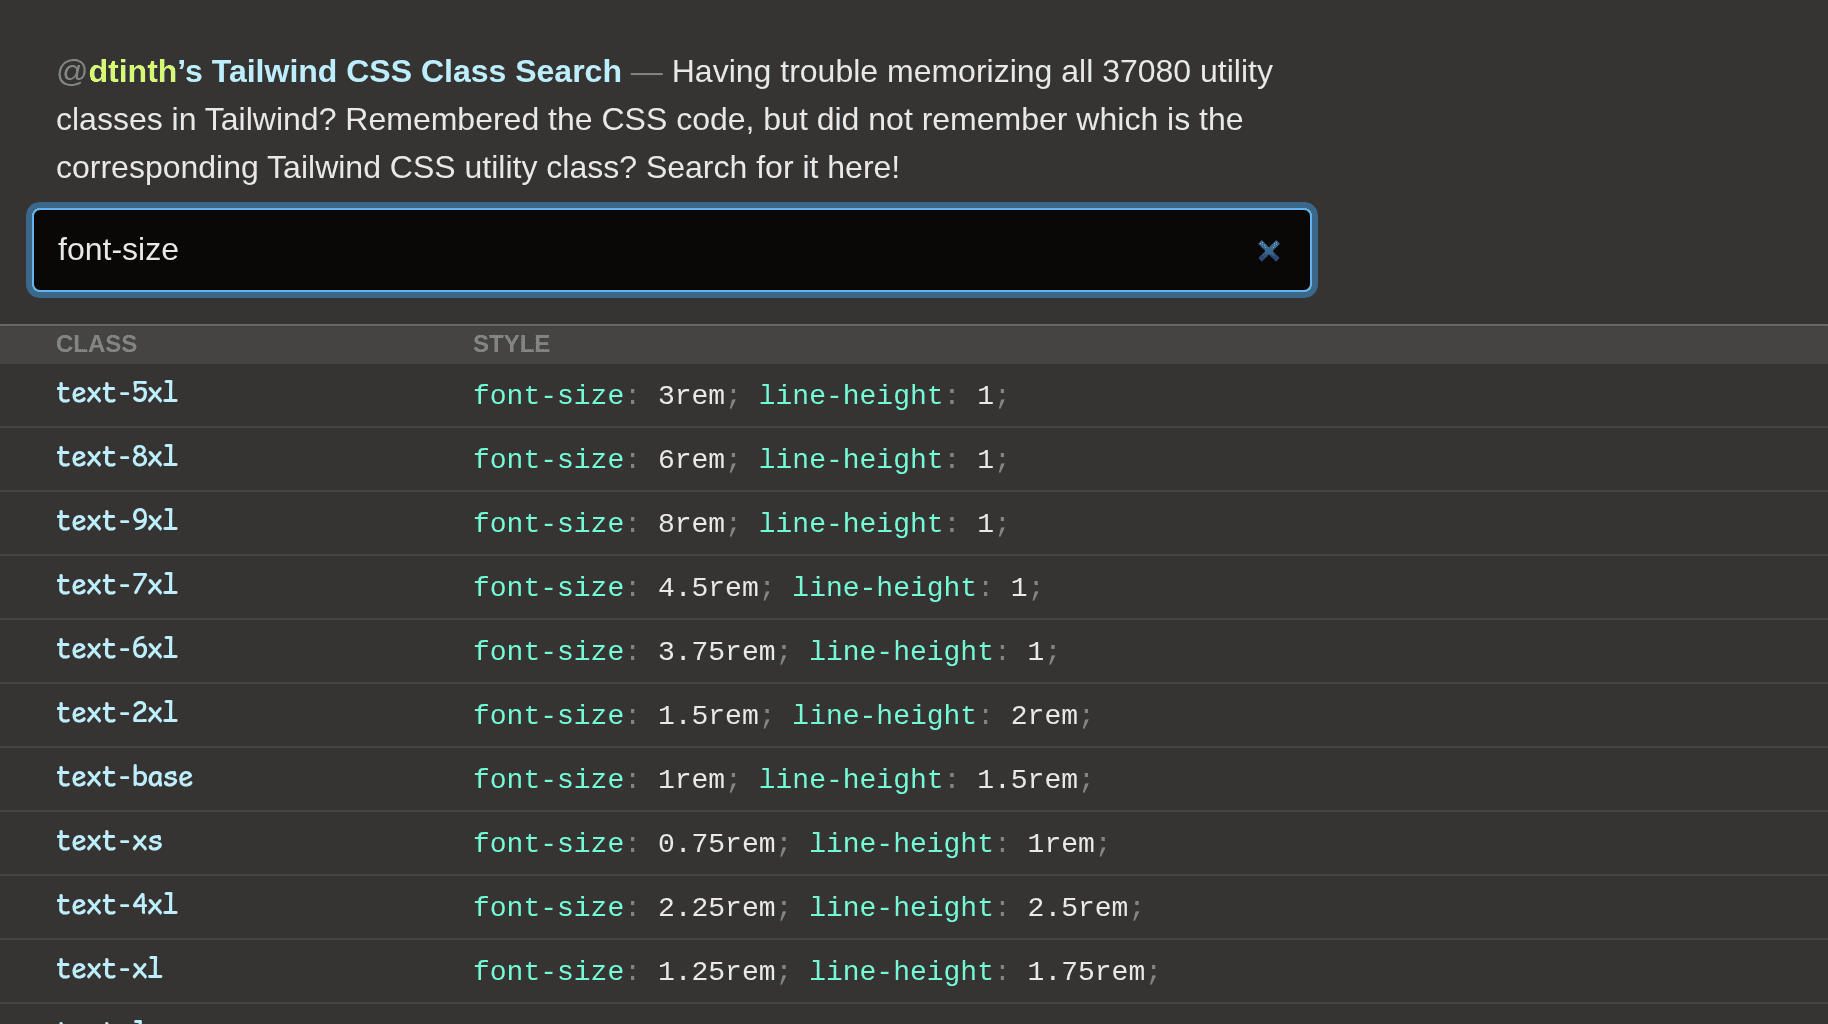 @dtinth’s Tailwind CSS Class Search — Having trouble memorizing all 37080 utility
classes in Tailwind? Remembered the CSS code, but did not remember which is the
corresponding Tailwind CSS utility class? Search for it here!
font-size
CLASS STYLE
text-5xl font-size: 3rem; line-height: 1;
text-8xl font-size: 6rem; line-height: 1;
text-9xl font-size: 8rem; line-height: 1;
text-7xl font-size: 4.5rem; line-height: 1;
text-6xl font-size: 3.75rem; line-height: 1;
text-2xl font-size: 1.5rem; line-height: 2rem;
text-base font-size: 1rem; line-height: 1.5rem;
text-xs font-size: 0.75rem; line-height: 1rem;
text-4xl font-size: 2.25rem; line-height: 2.5rem;
text-xl font-size: 1.25rem; line-height: 1.75rem;